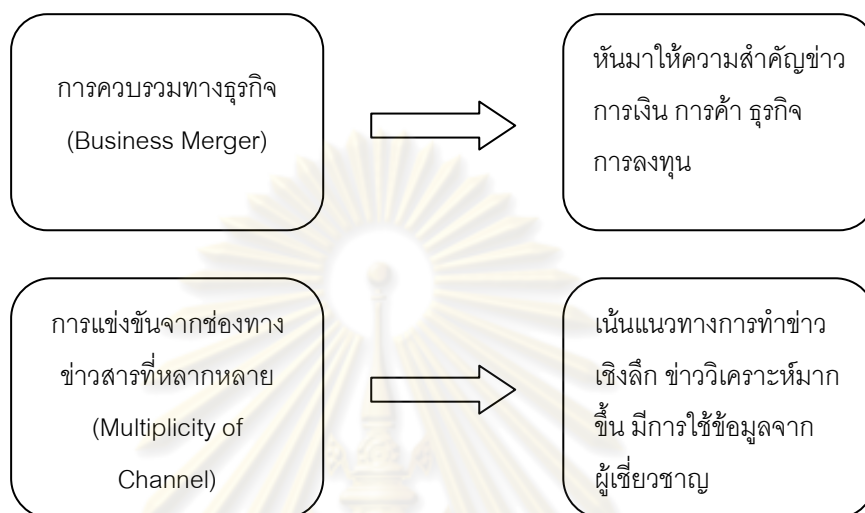 การควบรวมทางธุรกิจ
(Business Merger)
หันมาให้ความสำคัญข่าว
การเงิน การค้า ธุรกิจ
การลงทุน
การแข่งขันจากช่องทาง
ข่าวสารที่หลากหลาย
(Multiplicity of
Channel)
เน้นแนวทางการทำข่าว
เชิงลึก ข่าววิเคราะห์มาก
ขึ้น มีการใช้ข้อมูลจาก
ผู้เชี่ยวชาญ